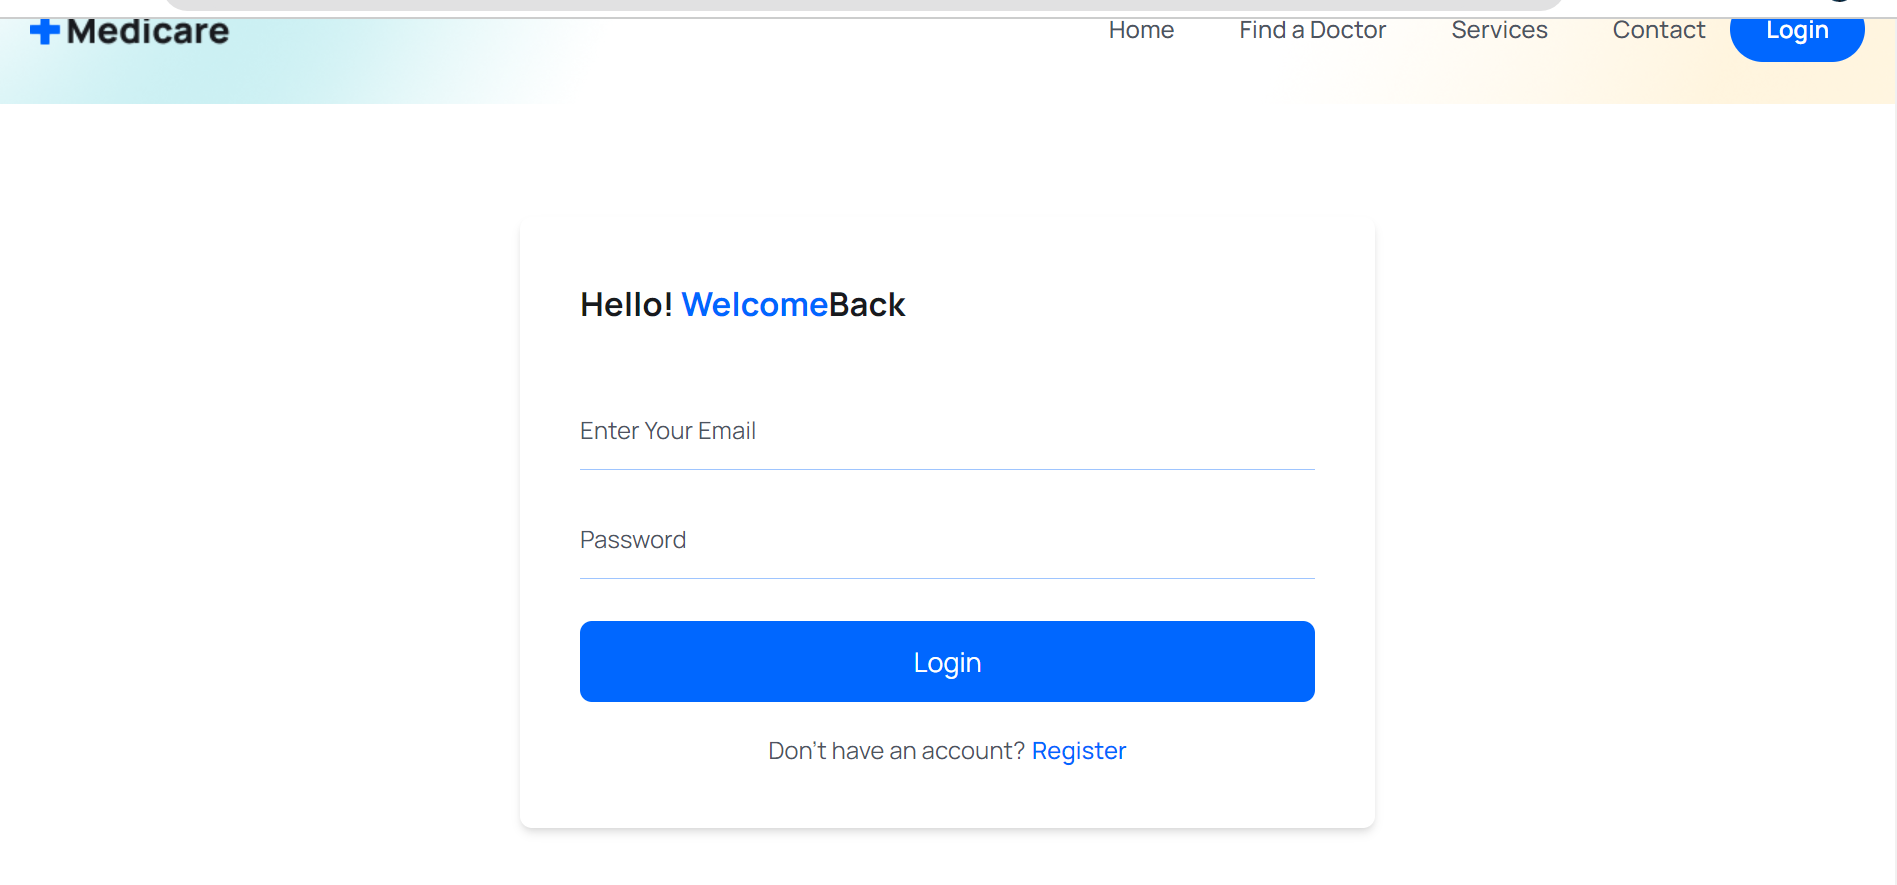 Medicare
Home Find a Doctor Services Contact Login
Hello! WelcomeBack
Enter Your Email
Password
Login
Don't have an account? Register